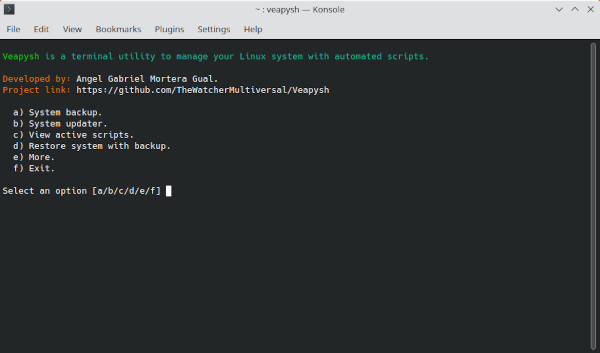 ~ : veapysh — Konsole
File Edit View Bookmarks Plugins Settings Help
Veapysh is a terminal utility to manage your Linux system with automated scripts.
Developed by: Angel Gabriel Mortera Gual.
Project link: https://github.com/TheWatcherMultiversal/Veapysh
a) System backup.
b) System updater.
c) View active scripts.
d) Restore system with backup.
e) More.
f) Exit.
Select an option [a/b/c/d/e/f]